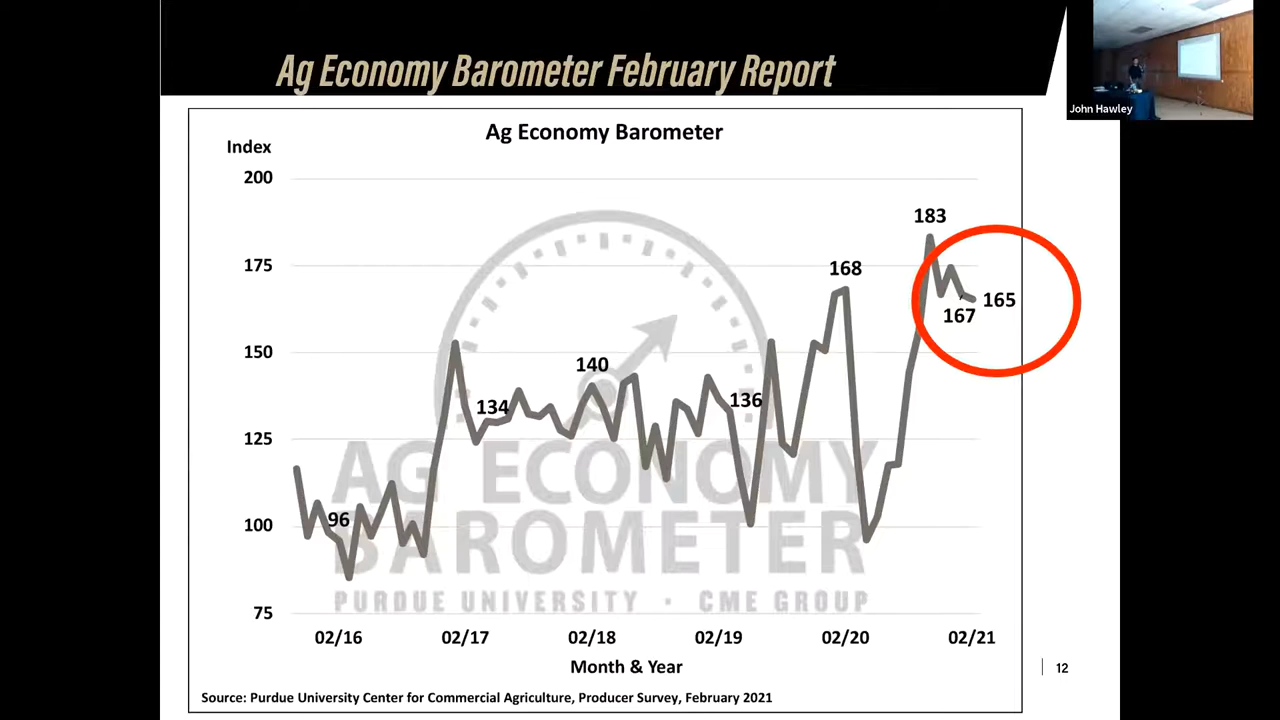 Ag Economy Barometer February Report
John Hawley
Ag Economy Barometer
Index
200
183
175
168
165
167
150
140
134
136
125
AG ECONOMY
100
96
BAROMETER
PURDUE UNIVERSITY · CME GROUP
75
02/16 02/17 02/18 02/19 02/20 02/21
Month & Year
12
Source: Purdue University Center for Commercial Agriculture, Producer Survey, February 2021